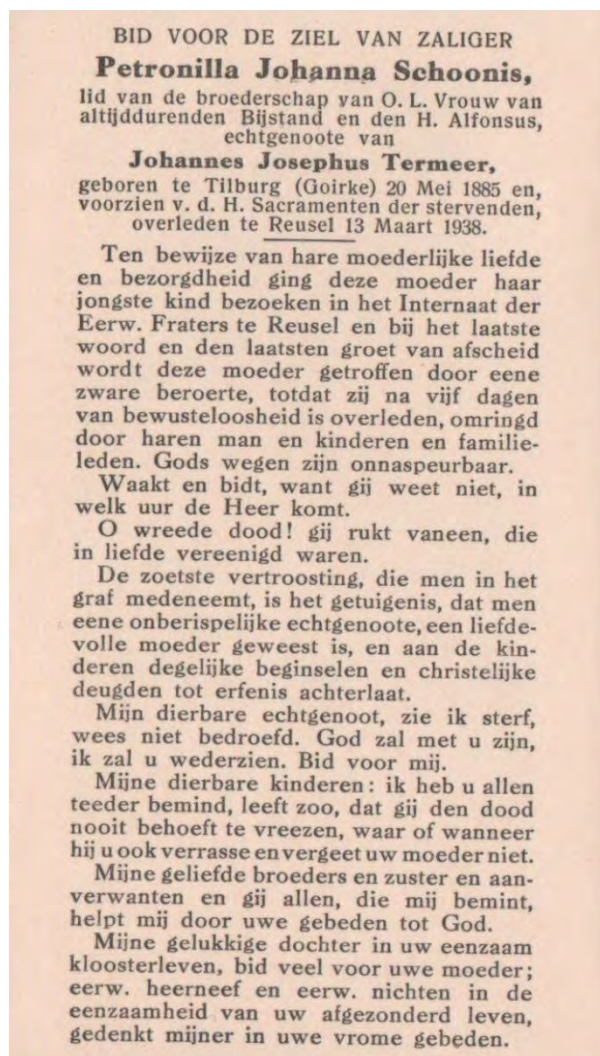 BID VOOR DE ZIEL VAN ZALIGER
Petronilla Johanna Schoonis,
lid van de broederschap van O. L. Vrouw van
altijddurenden Bijstand en den H. Alfonsus,
echtgenoote van
Johannes Josephus Termeer,
geboren te Tilburg (Goirke) 20 Mei 1885 en,
voorzien v. d. H. Sacramenten der stervenden,
overleden te Reusel 13 Maart 1938.
Ten bewijze van hare moederlijke liefde
en bezorgdheid ging deze moeder haar
jongste kind bezoeken in het Internaat der
Eerw. Fraters te Reusel en bij het laatste
woord en den laatsten groet van afscheid
wordt deze moeder getroffen door eene
zware beroerte, totdat zij na vijf dagen
van bewusteloosheid is overleden, omringd
door haren man en kinderen en familie-
leden. Gods wegen zijn onnaspeurbaar.
Waakt en bidt, want gij weet niet, in
welk uur de Heer komt.
O wreede dood! gij rukt vaneen, die
in liefde vereenigd waren.
De zoetste vertroosting, die men in het
graf medeneemt, is het getuigenis, dat men
eene onberispelijke echtgenoote, een liefde-
volle moeder geweest is, en aan de kin-
deren degelijke beginselen en christelijke
deugden tot erfenis achterlaat.
Mijn dierbare echtgenoot, zie ik sterf,
wees niet bedroefd. God zal met u zijn,
ik zal u wederzien. Bid voor mij.
Mijne dierbare kinderen: ik heb u allen
teeder bemind, leeft zoo, dat gij den dood
nooit behoeft te vreezen, waar of wanneer
hij u ook verrasse en vergeet uw moeder niet.
Mijne geliefde broeders en zuster en aan-
verwanten en gij allen, die mij bemint,
helpt mij door uwe gebeden tot God.
Mijne gelukkige dochter in uw eenzaam
kloosterleven, bid veel voor uwe moeder;
eerw. heerneef en eerw. nichten in de
eenzaamheid van uw afgezonderd leven,
gedenkt mijner in uwe vrome gebeden.